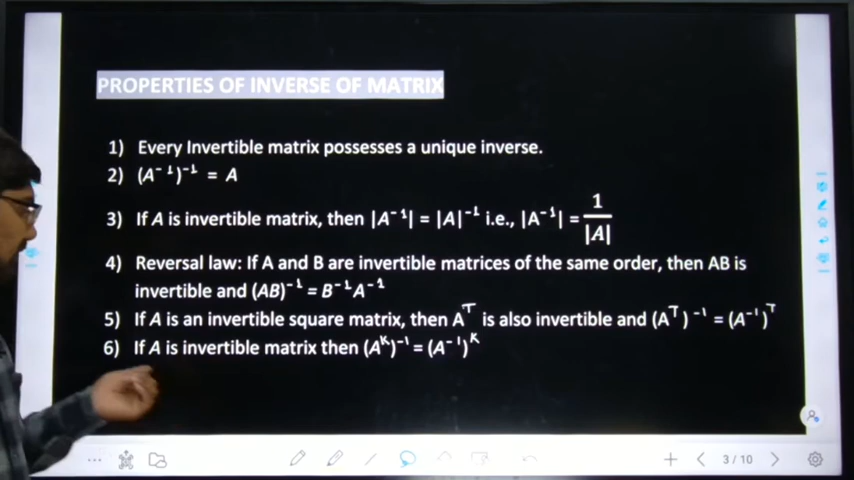 PROPERTIES OF INVERSE OF MATRIX
1) Every Invertible matrix possesses a unique inverse.
2) (A⁻¹)⁻¹ = A
3) If A is invertible matrix, then |A⁻¹| = |A|⁻¹ i.e., |A⁻¹| = 1/|A|
4) Reversal law: If A and B are invertible matrices of the same order, then AB is
invertible and (AB)⁻¹ = B⁻¹A⁻¹
5) If A is an invertible square matrix, then Aᵀ is also invertible and (Aᵀ)⁻¹ = (A⁻¹)ᵀ
6) If A is invertible matrix then (Aᴷ)⁻¹ = (A⁻¹)ᴷ
3 / 10